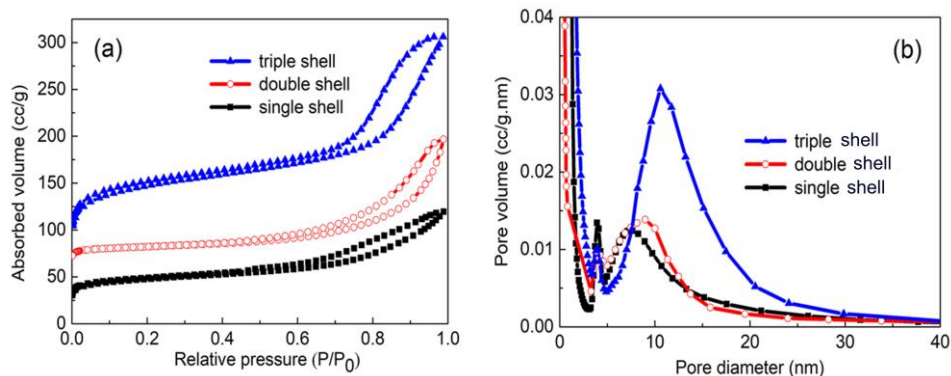 (a)
triple shell
double shell
single shell
Absorbed volume (cc/g)
300
250
200
150
100
50
0
0.0 0.2 0.4 0.6 0.8 1.0
Relative pressure (P/P0)
(b)
triple shell
double shell
single shell
Pore volume (cc/g.nm)
0.04
0.03
0.02
0.01
0.00
0 10 20 30 40
Pore diameter (nm)